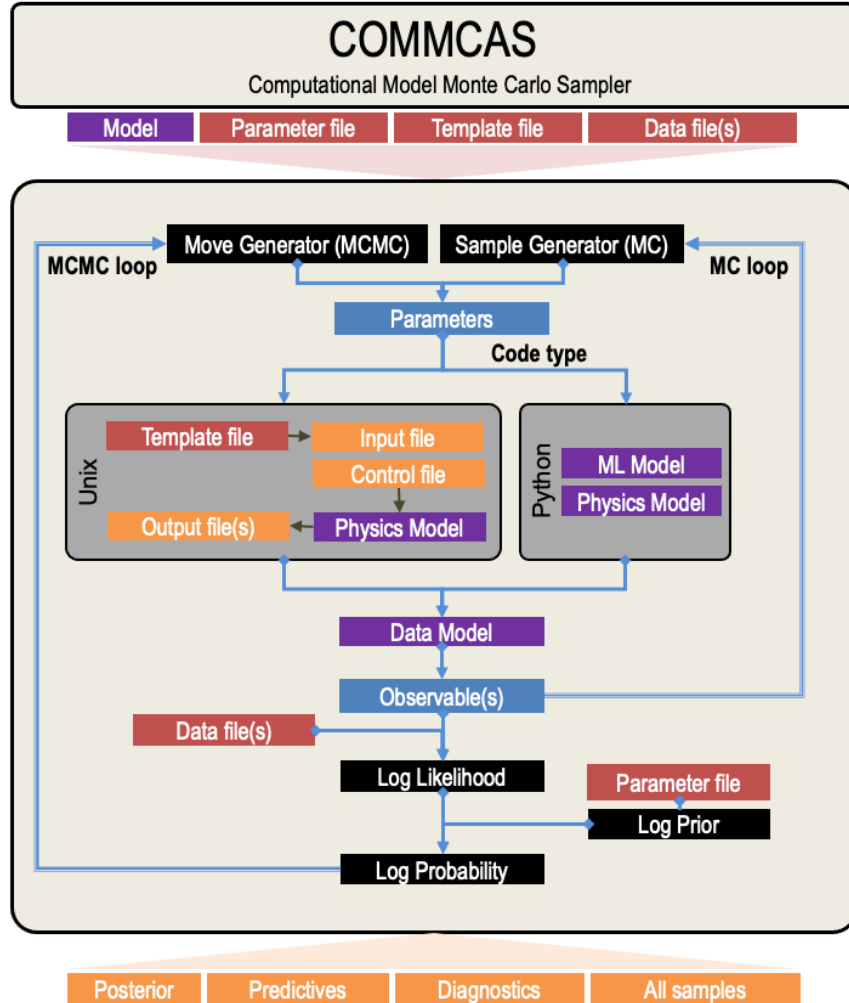 COMMCAS
Computational Model Monte Carlo Sampler
Model
Parameter file
Template file
Data file(s)
Move Generator (MCMC)
Sample Generator (MC)
MCMC loop
MC loop
Parameters
Code type
Unix
Template file
Input file
Control file
Output file(s)
Physics Model
Python
ML Model
Physics Model
Data Model
Observable(s)
Data file(s)
Log Likelihood
Parameter file
Log Prior
Log Probability
Posterior
Predictives
Diagnostics
All samples